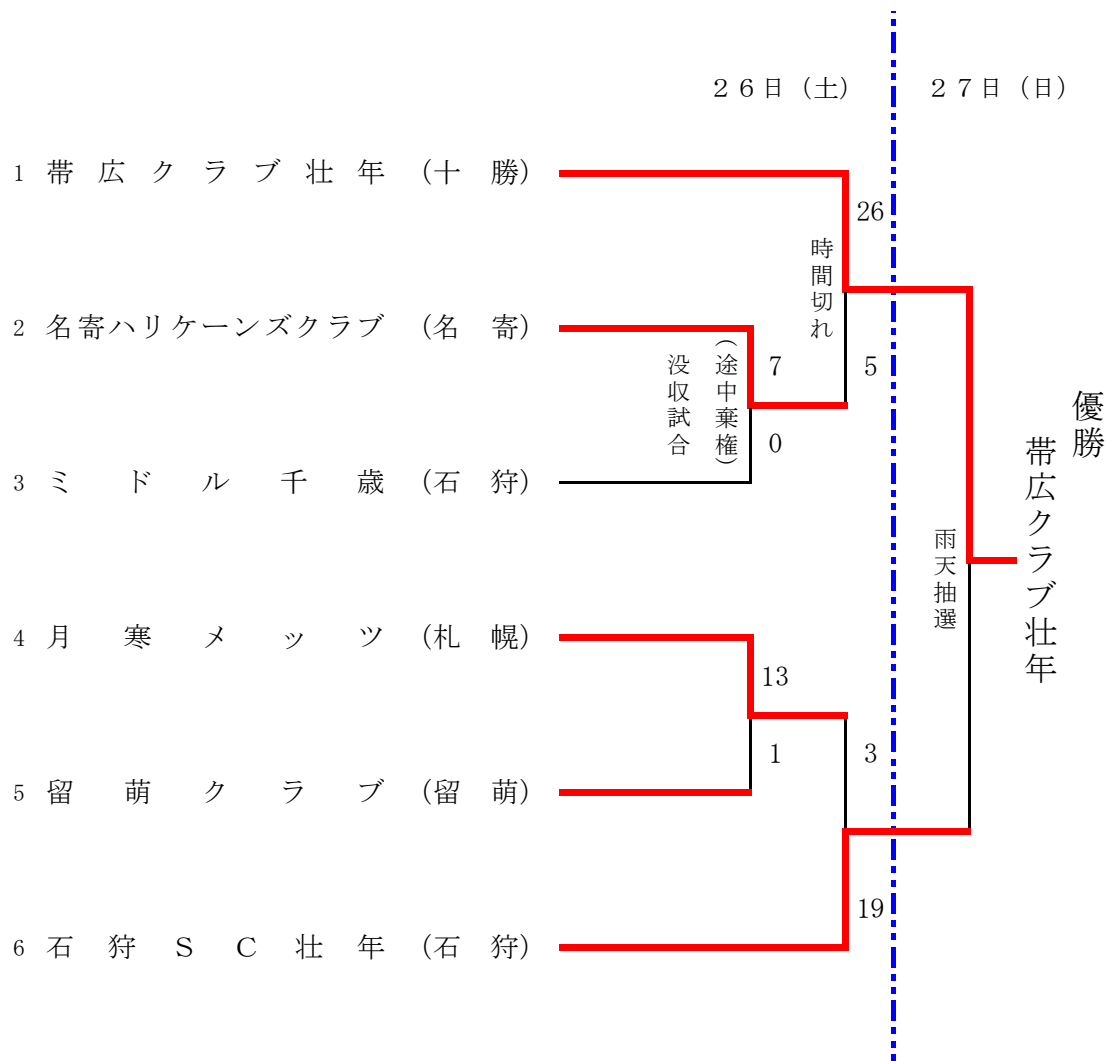 ２６日（土）
２７日（日）
1 帯広クラブ壮年（十勝）
26
時間切れ
2 名寄ハリケーンズクラブ（名寄）
7
5
没収試合
（途中棄権）
0
3 ミドル千歳（石狩）
優勝
帯広クラブ壮年
雨天抽選
4 月寒メッツ（札幌）
13
1
3
5 留萌クラブ（留萌）
19
6 石狩ＳＣ壮年（石狩）